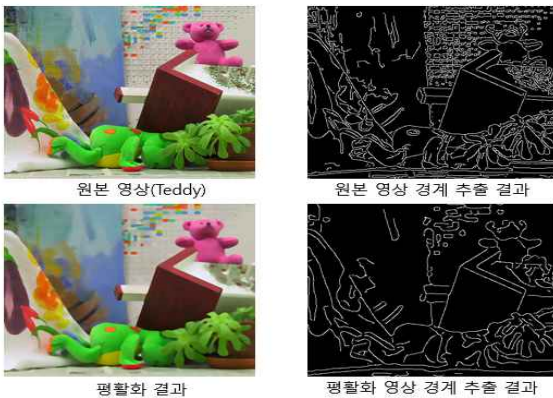 원본 영상(Teddy)
원본 영상 경계 추출 결과
평활화 결과
평활화 영상 경계 추출 결과